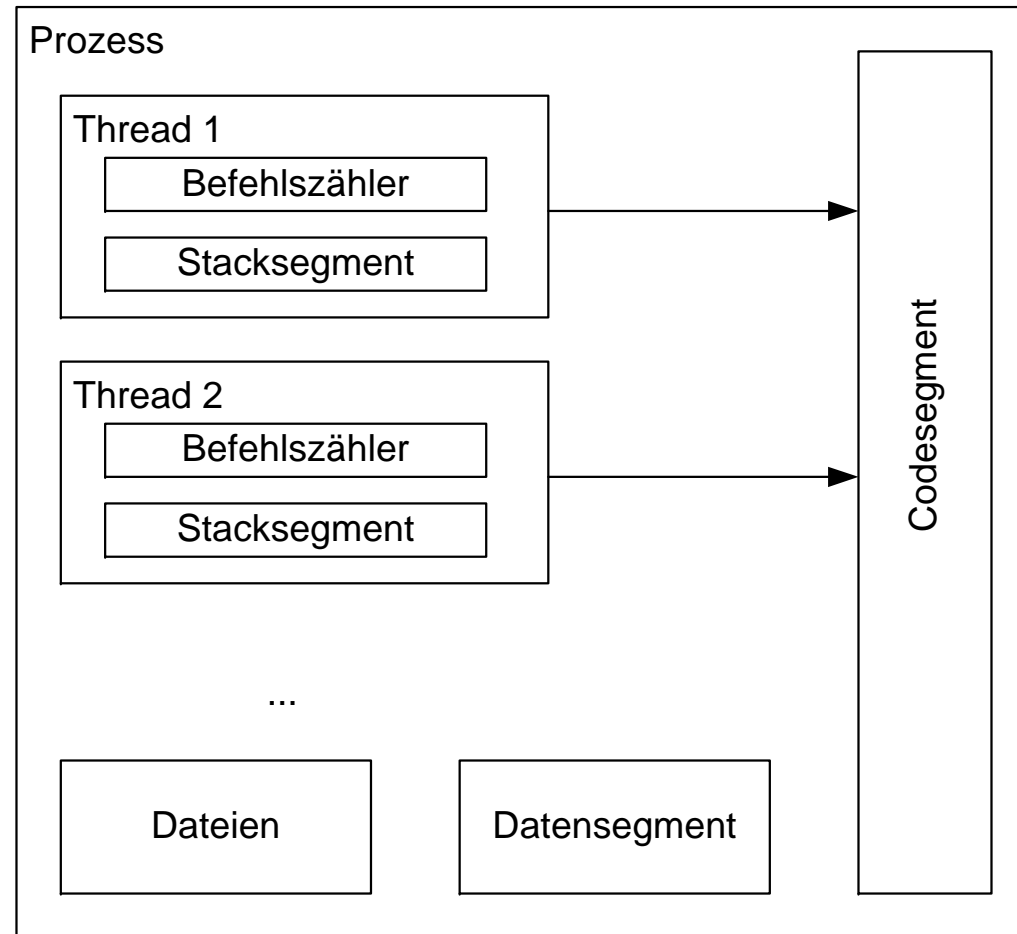 Prozess
Thread 1
Befehlszähler
Stacksegment
Thread 2
Befehlszähler
Stacksegment
...
Dateien
Datensegment
Codesegment